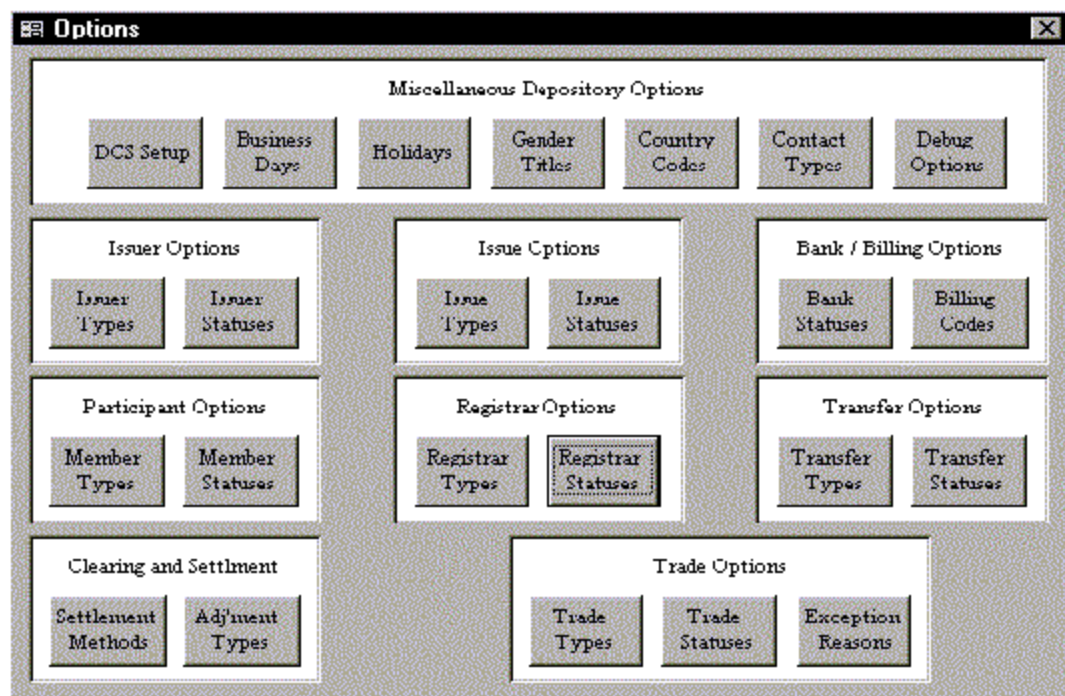 Options
Miscellaneous Depository Options
DCS Setup
Business
Days
Holidays
Gender
Titles
Country
Codes
Contact
Types
Debug
Options
Issuer Options
Issuer
Types
Issuer
Statuses
Issue Options
Issue
Types
Issue
Statuses
Bank / Billing Options
Bank
Statuses
Billing
Codes
Participant Options
Member
Types
Member
Statuses
Registrar Options
Registrar
Types
Registrar
Statuses
Transfer Options
Transfer
Types
Transfer
Statuses
Clearing and Settlment
Settlement
Methods
Adj'ment
Types
Trade Options
Trade
Types
Trade
Statuses
Exception
Reasons